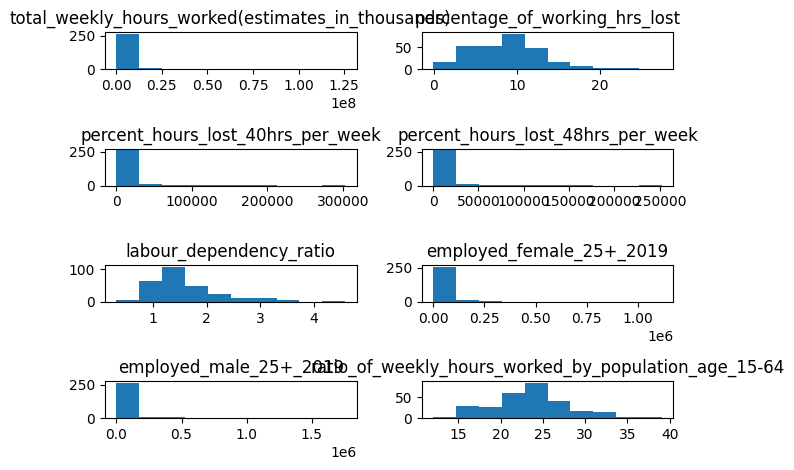 total_weekly_hours_worked(estimates_in_thousands)
250
0
0.00 0.25 0.50 0.75 1.00 1.25
1e8
percentage_of_working_hrs_lost
50
0
0 10 20
percent_hours_lost_40hrs_per_week
250
0
0 100000 200000 300000
percent_hours_lost_48hrs_per_week
250
0
0 50000 100000 150000 200000 250000
labour_dependency_ratio
100
0
1 2 3 4
employed_female_25+_2019
250
0
0.00 0.25 0.50 0.75 1.00
1e6
employed_male_25+_2019
250
0
0.0 0.5 1.0 1.5
1e6
ratio_of_weekly_hours_worked_by_population_age_15-64
50
0
15 20 25 30 35 40